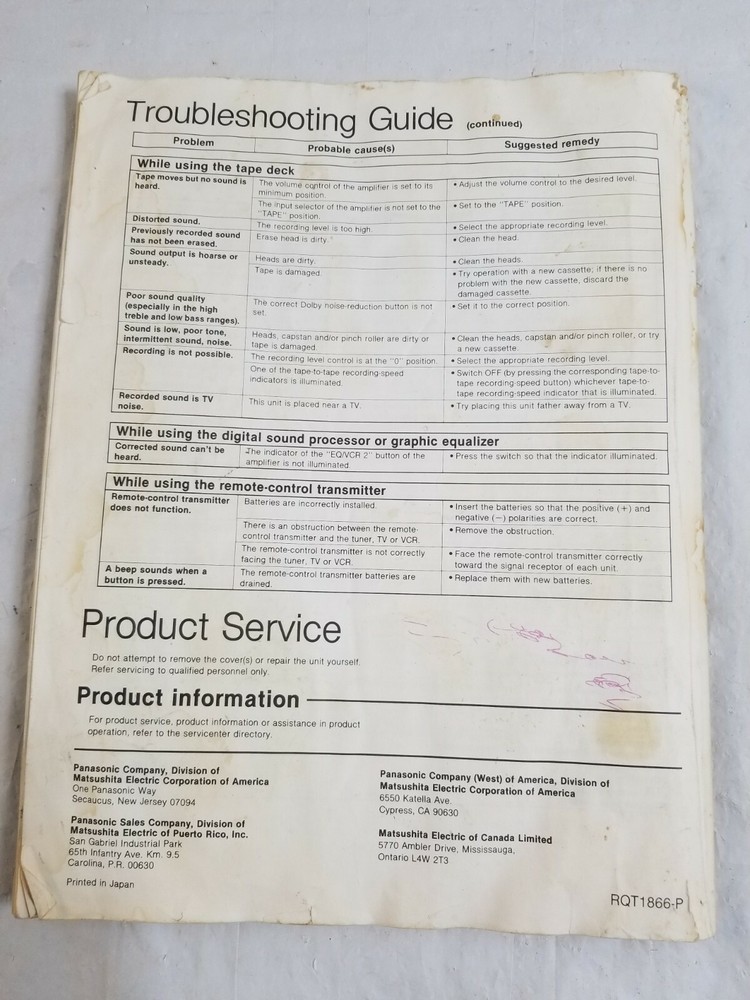 Troubleshooting Guide (continued)
Problem Probable cause(s) Suggested remedy
While using the tape deck
Tape moves but no sound is heard.
The volume control of the amplifier is set to its minimum position.
• Adjust the volume control to the desired level.
The input selector of the amplifier is not set to the "TAPE" position.
• Set to the "TAPE" position.
Distorted sound.
The recording level is too high.
• Select the appropriate recording level.
Previously recorded sound has not been erased.
Erase head is dirty.
• Clean the head.
Sound output is hoarse or unsteady.
Heads are dirty.
• Clean the heads.
Tape is damaged.
• Try operation with a new cassette; if there is no problem with the new cassette, discard the damaged cassette.
Poor sound quality (especially in the high treble and low bass ranges).
The correct Dolby noise-reduction button is not set.
• Set it to the correct position.
Sound is low, poor tone, intermittent sound, noise.
Heads, capstan and/or pinch roller are dirty or tape is damaged.
• Clean the heads, capstan and/or pinch roller, or try a new cassette.
Recording is not possible.
The recording level control is at the "0" position.
• Select the appropriate recording level.
One of the tape-to-tape recording-speed indicators is illuminated.
• Switch OFF (by pressing the corresponding tape-to-tape recording-speed button) whichever tape-to-tape recording-speed indicator that is illuminated.
Recorded sound is TV noise.
This unit is placed near a TV.
• Try placing this unit father away from a TV.
While using the digital sound processor or graphic equalizer
Corrected sound can't be heard.
The indicator of the "EQ/VCR 2" button of the amplifier is not illuminated.
• Press the switch so that the indicator illuminated.
While using the remote-control transmitter
Remote-control transmitter does not function.
Batteries are incorrectly installed.
• Insert the batteries so that the positive (+) and negative (−) polarities are correct.
There is an obstruction between the remote-control transmitter and the tuner, TV or VCR.
• Remove the obstruction.
The remote-control transmitter is not correctly facing the tuner, TV or VCR.
• Face the remote-control transmitter correctly toward the signal receptor of each unit.
A beep sounds when a button is pressed.
The remote-control transmitter batteries are drained.
• Replace them with new batteries.
Product Service
Do not attempt to remove the cover(s) or repair the unit yourself.
Refer servicing to qualified personnel only.
Product information
For product service, product information or assistance in product
operation, refer to the servicenter directory.
Panasonic Company, Division of
Matsushita Electric Corporation of America
One Panasonic Way
Secaucus, New Jersey 07094
Panasonic Sales Company, Division of
Matsushita Electric of Puerto Rico, Inc.
San Gabriel Industrial Park
65th Infantry Ave. Km. 9.5
Carolina, P.R. 00630
Panasonic Company (West) of America, Division of
Matsushita Electric Corporation of America
6550 Katella Ave.
Cypress, CA 90630
Matsushita Electric of Canada Limited
5770 Ambler Drive, Mississauga,
Ontario L4W 2T3
Printed in Japan
RQT1866-P